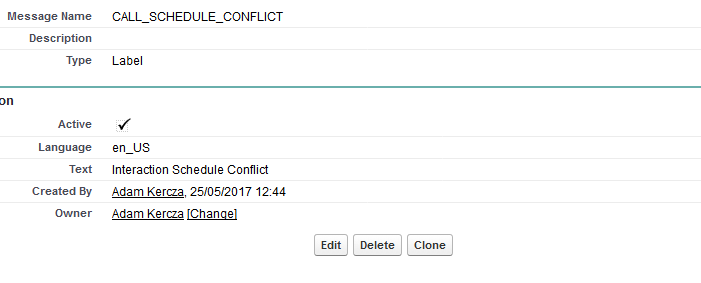 Message Name CALL_SCHEDULE_CONFLICT
Description
Type Label
on
Active
Language en_US
Text Interaction Schedule Conflict
Created By Adam Kercza, 25/05/2017 12:44
Owner Adam Kercza [Change]
Edit Delete Clone